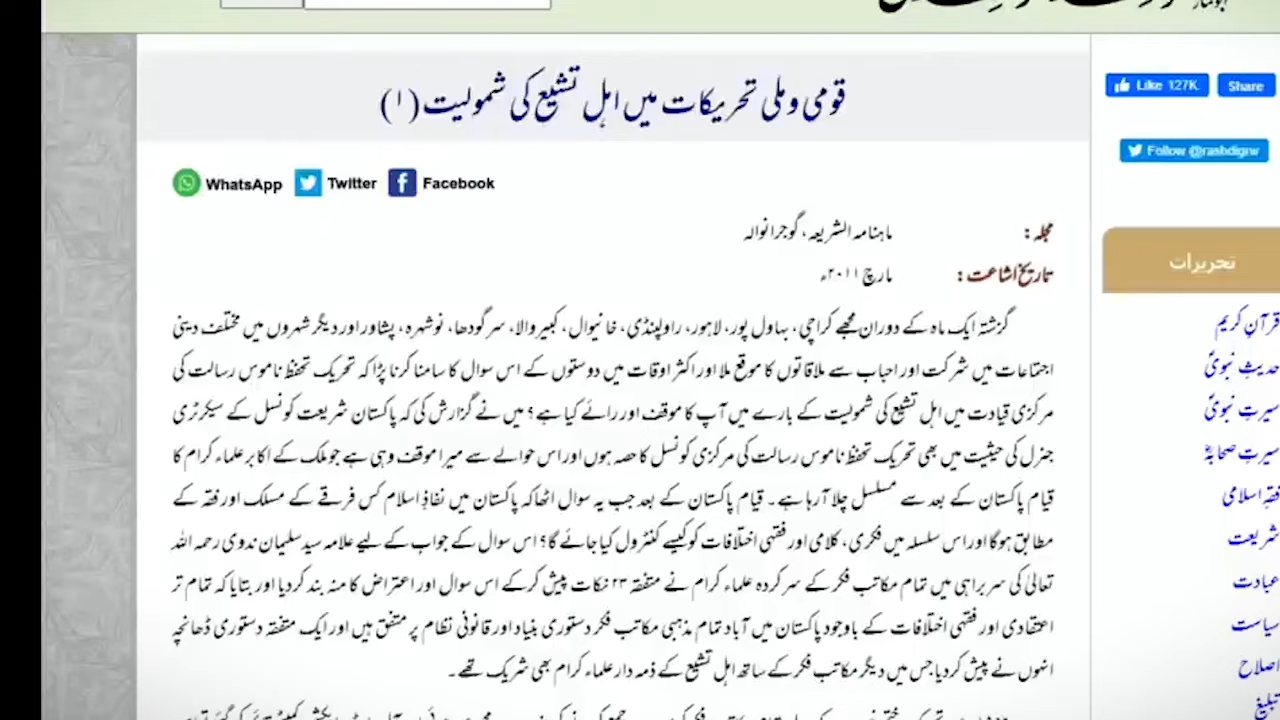 قومی و ملی تحریکات میں اہل تشیع کی شمولیت (۱)
Like 127K Share
Follow @rashdigrw
WhatsApp Twitter Facebook
مجلہ: ماہنامہ الشریعہ، گوجرانوالہ
تاریخ اشاعت: مارچ ۲۰۱۱ء
گزشتہ ایک ماہ کے دوران مجھے کراچی، بہاول پور، لاہور، راولپنڈی، خانیوال، کبیر والا، سرگودھا، نوشہرہ، پشاور اور دیگر شہروں میں مختلف دینی
اجتماعات میں شرکت اور احباب سے ملاقاتوں کا موقع ملا اور اکثر اوقات میں دوستوں کے اس سوال کا سامنا کرنا پڑا کہ تحریک تحفظ ناموس رسالت کی
مرکزی قیادت میں اہل تشیع کی شمولیت کے بارے میں آپ کا موقف اور رائے کیا ہے؟ میں نے گزارش کی کہ پاکستان شریعت کونسل کے سیکرٹری
جنرل کی حیثیت میں بھی تحریک تحفظ ناموس رسالت کی مرکزی کونسل کا حصہ ہوں اور اس حوالے سے میرا موقف وہی ہے جو ملک کے اکابر علماء کرام کا
قیام پاکستان کے بعد سے مسلسل چلا آ رہا ہے۔ قیام پاکستان کے بعد جب یہ سوال اٹھا کہ پاکستان میں نفاذِ اسلام کس فرقے کے مسلک اور فقہ کے
مطابق ہوگا اور اس سلسلہ میں فکری، کلامی اور فقہی اختلافات کو کیسے کنٹرول کیا جائے گا؟ اس سوال کے جواب کے لیے علامہ سید سلیمان ندوی رحمہ اللہ
تعالیٰ کی سربراہی میں تمام مکاتب فکر کے سرکردہ علماء کرام نے متفقہ ۲۳ نکات پیش کر کے اس سوال اور اعتراض کا منہ بند کر دیا اور بتایا کہ تمام تر
اعتقادی اور فقہی اختلافات کے باوجود پاکستان میں آباد تمام مذہبی مکاتب فکر دستوری بنیاد اور قانونی نظام پر متفق ہیں اور ایک متفقہ دستوری ڈھانچہ
انہوں نے پیش کر دیا جس میں دیگر مکاتب فکر کے ساتھ اہل تشیع کے ذمہ دار علماء کرام بھی شریک تھے۔
تحریرات
قرآن کریم
حدیث نبویؐ
سیرت نبویؐ
سیرت صحابہؓ
فقہ اسلامی
شریعت
عبادت
سیاست
اصلاح
تبلیغ